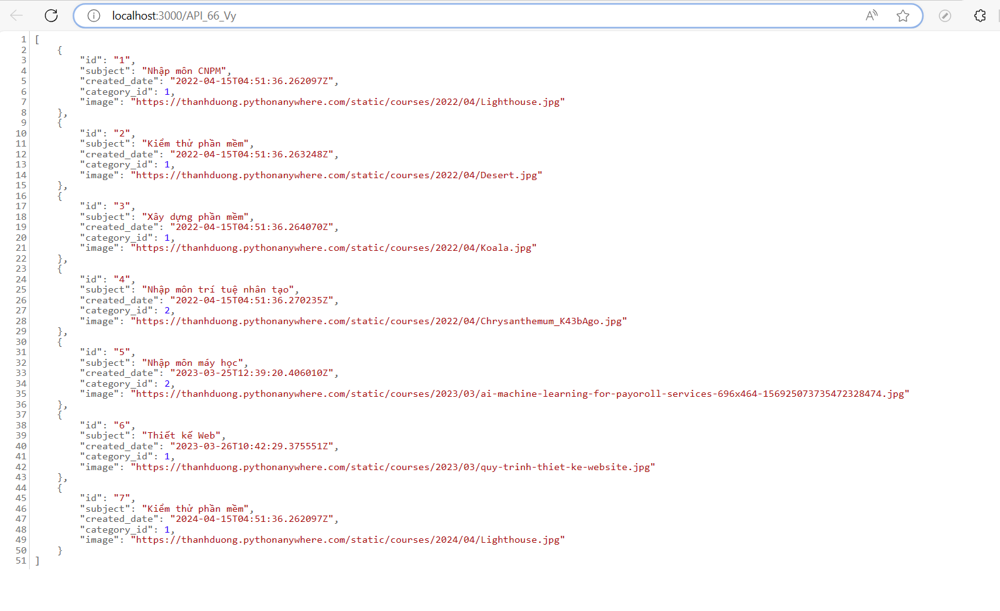 localhost:3000/API_66_Vy
1 [
2 {
3 "id": "1",
4 "subject": "Nhập môn CNPM",
5 "created_date": "2022-04-15T04:51:36.262097Z",
6 "category_id": 1,
7 "image": "https://thanhduong.pythonanywhere.com/static/courses/2022/04/Lighthouse.jpg"
8 },
9 {
10 "id": "2",
11 "subject": "Kiểm thử phần mềm",
12 "created_date": "2022-04-15T04:51:36.263248Z",
13 "category_id": 1,
14 "image": "https://thanhduong.pythonanywhere.com/static/courses/2022/04/Desert.jpg"
15 },
16 {
17 "id": "3",
18 "subject": "Xây dựng phần mềm",
19 "created_date": "2022-04-15T04:51:36.264070Z",
20 "category_id": 1,
21 "image": "https://thanhduong.pythonanywhere.com/static/courses/2022/04/Koala.jpg"
22 },
23 {
24 "id": "4",
25 "subject": "Nhập môn trí tuệ nhân tạo",
26 "created_date": "2022-04-15T04:51:36.270235Z",
27 "category_id": 2,
28 "image": "https://thanhduong.pythonanywhere.com/static/courses/2022/04/Chrysanthemum_K43bAgo.jpg"
29 },
30 {
31 "id": "5",
32 "subject": "Nhập môn máy học",
33 "created_date": "2023-03-25T12:39:20.406010Z",
34 "category_id": 2,
35 "image": "https://thanhduong.pythonanywhere.com/static/courses/2023/03/ai-machine-learning-for-payoroll-services-696x464-156925073735472328474.jpg"
36 },
37 {
38 "id": "6",
39 "subject": "Thiết kế Web",
40 "created_date": "2023-03-26T10:42:29.375551Z",
41 "category_id": 1,
42 "image": "https://thanhduong.pythonanywhere.com/static/courses/2023/03/quy-trinh-thiet-ke-website.jpg"
43 },
44 {
45 "id": "7",
46 "subject": "Kiểm thử phần mềm",
47 "created_date": "2024-04-15T04:51:36.262097Z",
48 "category_id": 1,
49 "image": "https://thanhduong.pythonanywhere.com/static/courses/2024/04/Lighthouse.jpg"
50 }
51 ]